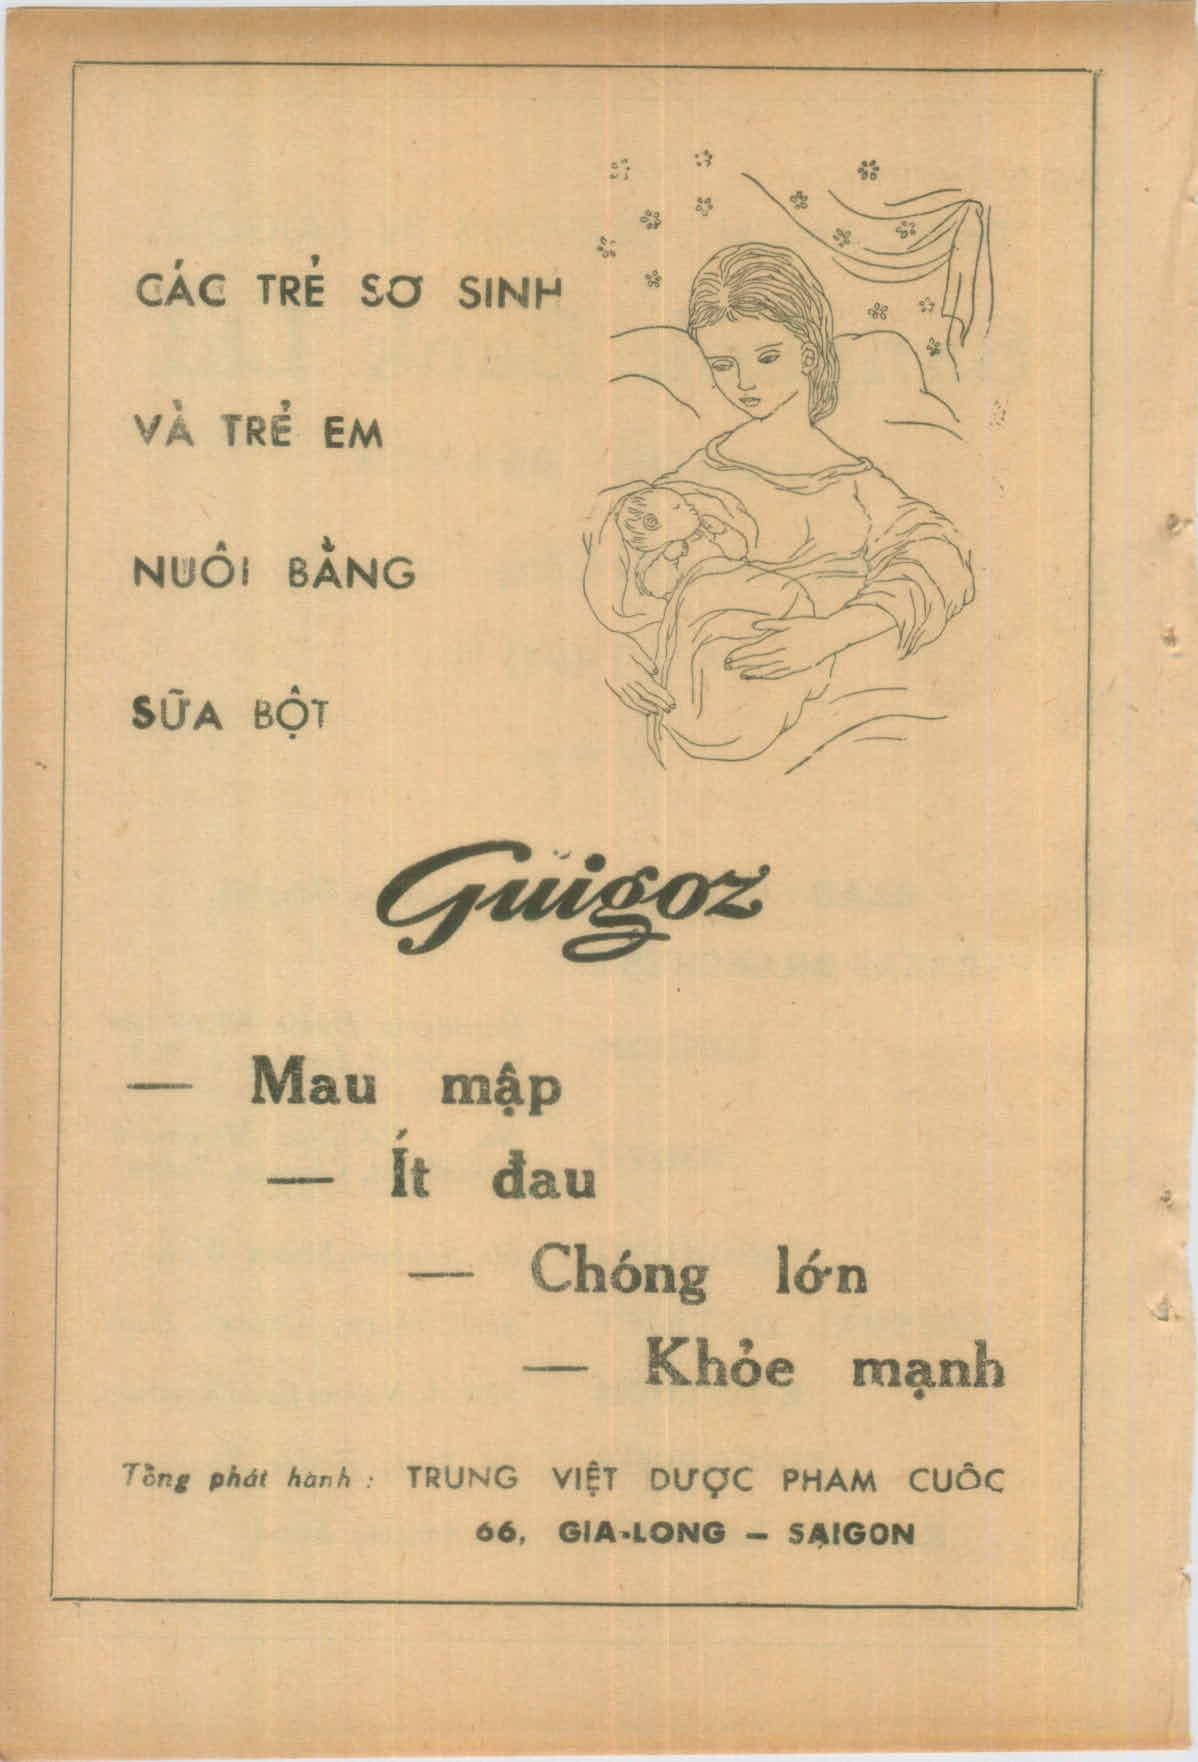 CÁC TRẺ SƠ SINH
VÀ TRẺ EM
NUÔI BẰNG
SỮA BỘT
Guigoz
— Mau mập
— Ít đau
— Chóng lớn
— Khỏe mạnh
Tổng phát hành : TRUNG VIỆT DƯỢC PHAM CUÔC
66, GIA-LONG — SAIGON